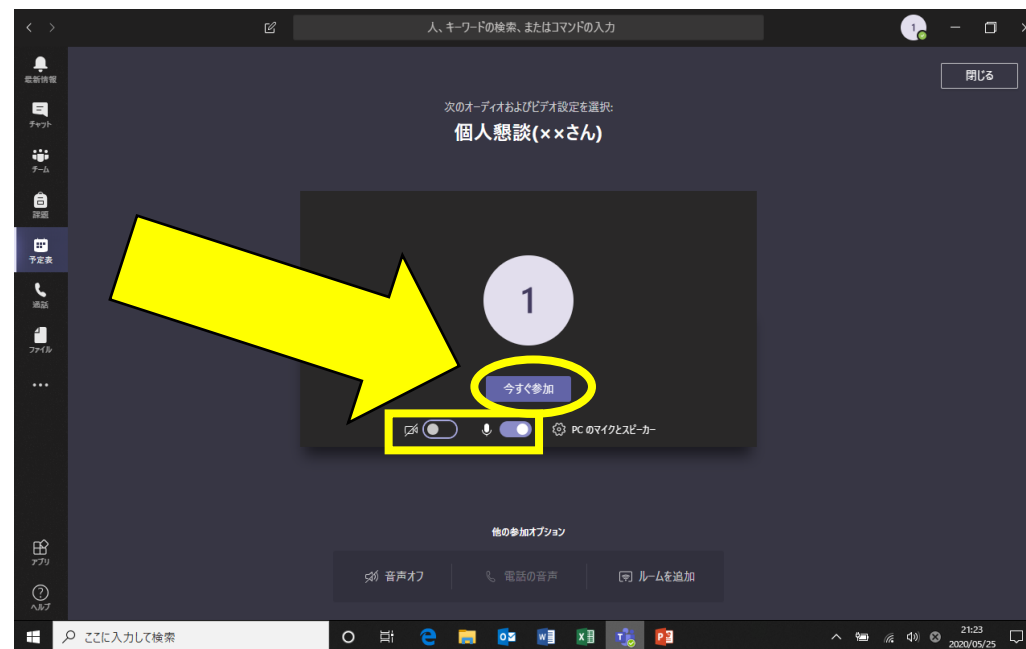 人、キーワードの検索、またはコマンドの入力
1
最新情報
チャット
チーム
課題
予定表
通話
ファイル
アプリ
ヘルプ
閉じる
次のオーディオおよびビデオ設定を選択:
個人懇談(××さん)
1
今すぐ参加
PC のマイクとスピーカー
他の参加オプション
音声オフ
電話の音声
ルームを追加
ここに入力して検索
21:23
2020/05/25